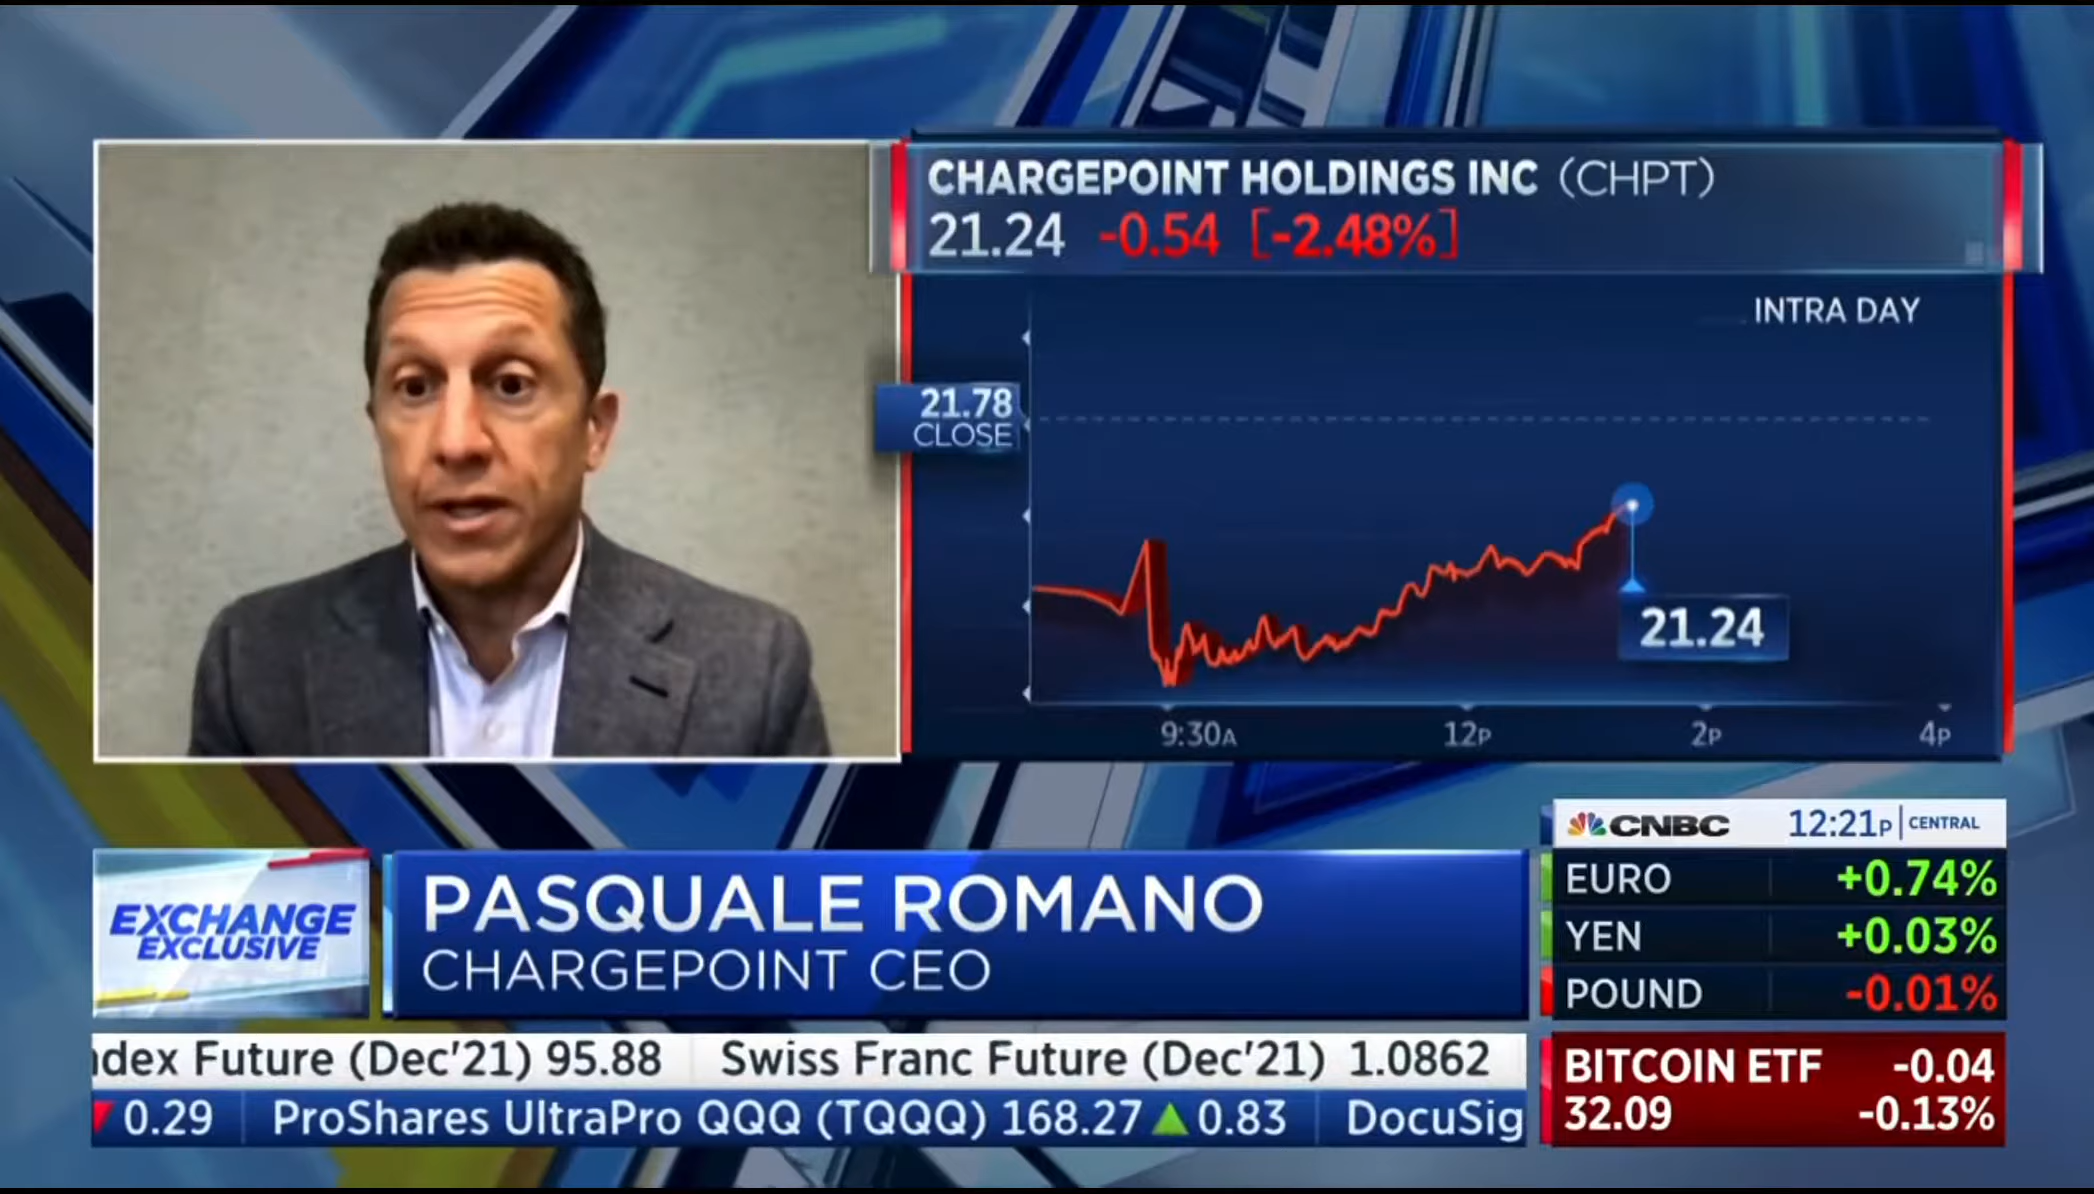 CHARGEPOINT HOLDINGS INC (CHPT)
21.24 -0.54 [-2.48%]
INTRA DAY
21.78
CLOSE
21.24
9:30A 12P 2P 4P
CNBC 12:21P CENTRAL
EURO +0.74%
YEN +0.03%
POUND -0.01%
BITCOIN ETF -0.04
32.09 -0.13%
EXCHANGE
EXCLUSIVE
PASQUALE ROMANO
CHARGEPOINT CEO
ndex Future (Dec'21) 95.88 Swiss Franc Future (Dec'21) 1.0862
▼ 0.29 ProShares UltraPro QQQ (TQQQ) 168.27 ▲ 0.83 DocuSig